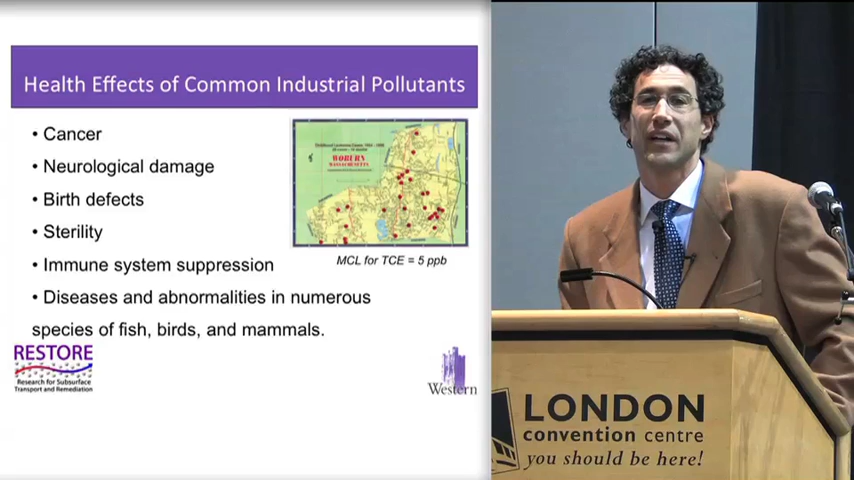 Health Effects of Common Industrial Pollutants
• Cancer
• Neurological damage
• Birth defects
• Sterility
• Immune system suppression
• Diseases and abnormalities in numerous
species of fish, birds, and mammals.
WOBURN
MASSACHUSETTS
MCL for TCE = 5 ppb
RESTORE
Research for Subsurface
Transport and Remediation
Western
LONDON
convention centre
you should be here!